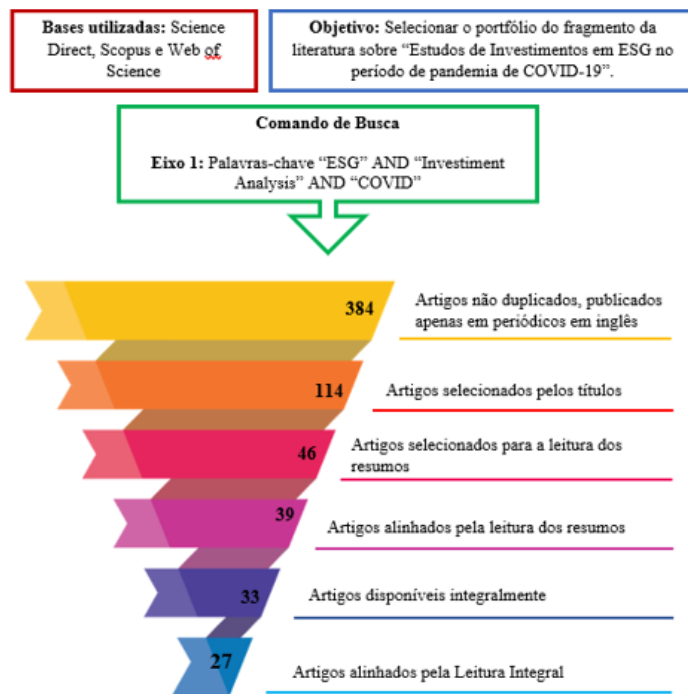 Bases utilizadas: Science
Direct, Scopus e Web of
Science
Objetivo: Selecionar o portfólio do fragmento da
literatura sobre “Estudos de Investimentos em ESG no
período de pandemia de COVID-19”.
Comando de Busca
Eixo 1: Palavras-chave “ESG” AND “Investiment
Analysis” AND “COVID”
384
Artigos não duplicados, publicados
apenas em periódicos em inglês
114
Artigos selecionados pelos títulos
46
Artigos selecionados para a leitura dos
resumos
39
Artigos alinhados pela leitura dos resumos
33
Artigos disponíveis integralmente
27
Artigos alinhados pela Leitura Integral